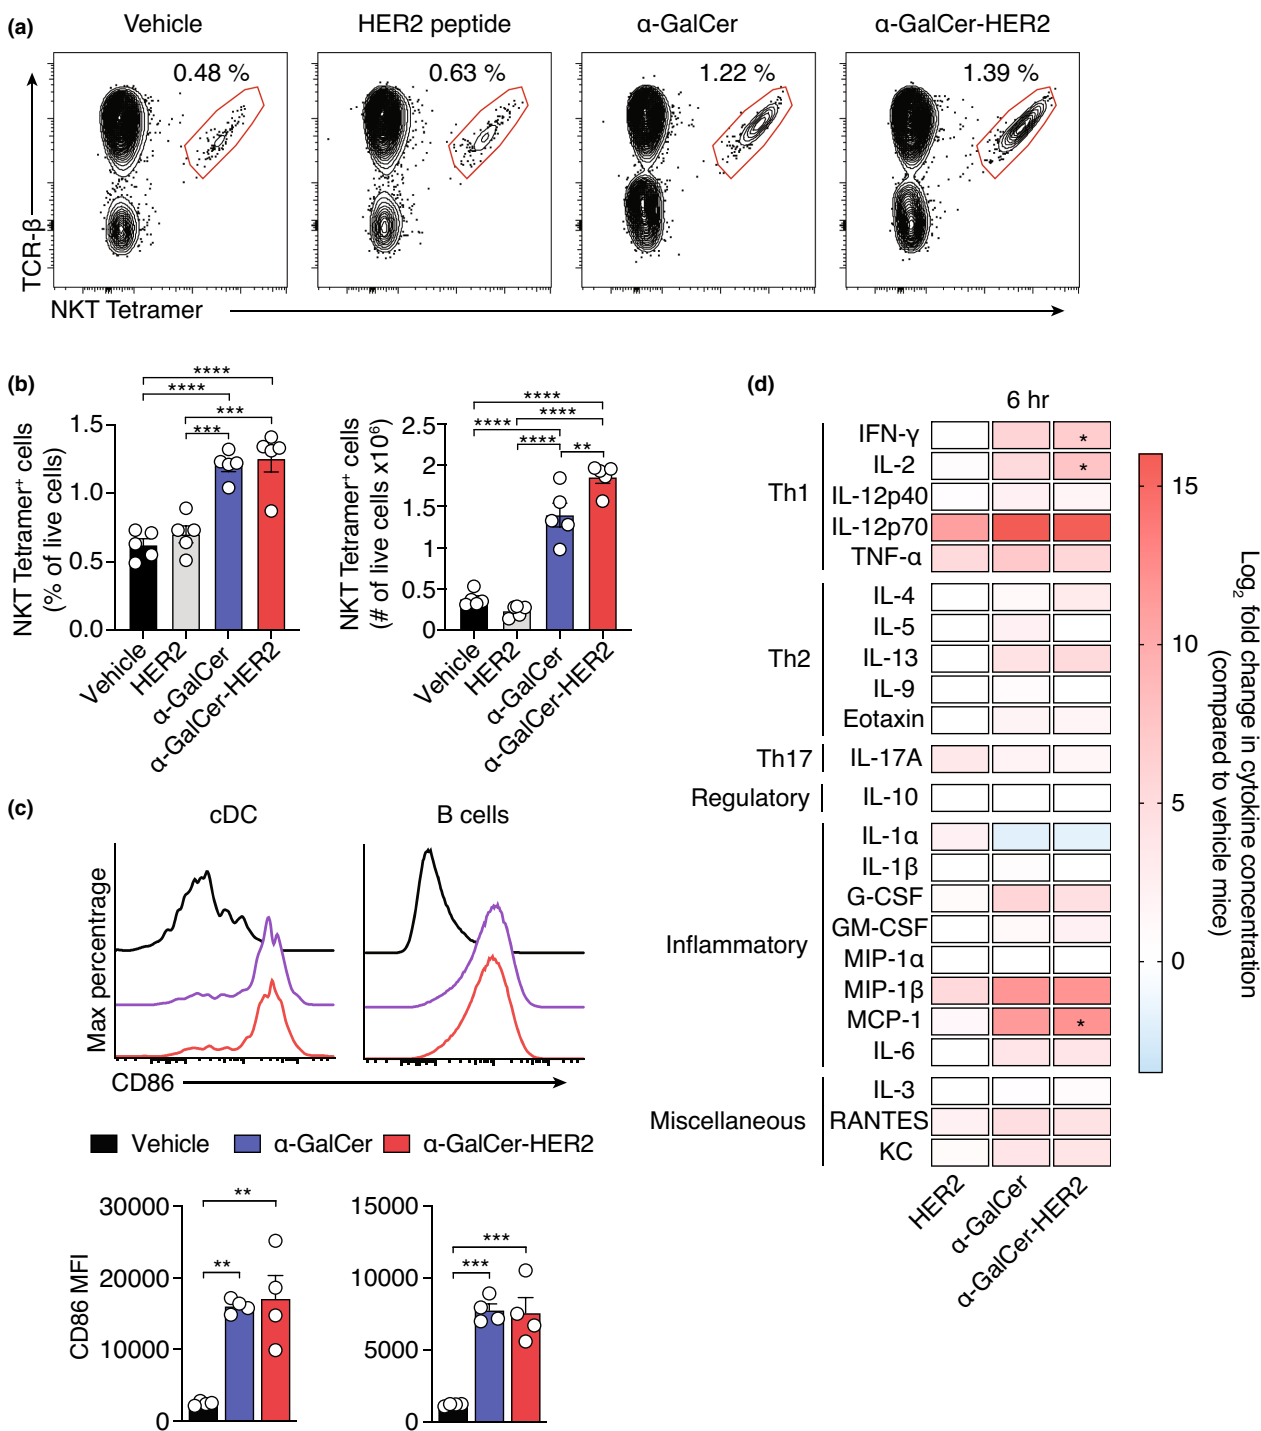 (a)
Vehicle
HER2 peptide
α-GalCer
α-GalCer-HER2
0.48 %
0.63 %
1.22 %
1.39 %
TCR-β
NKT Tetramer
(b)
**** 
****
***
***
NKT Tetramer⁺ cells
(% of live cells)
1.5
1.0
0.5
0.0
Vehicle
HER2
α-GalCer
α-GalCer-HER2
****
****
****
****
**
NKT Tetramer⁺ cells
(# of live cells x10⁶)
2.5
2
1.5
1
0.5
0
Vehicle
HER2
α-GalCer
α-GalCer-HER2
(c)
cDC
B cells
Max percentrage
CD86
Vehicle
α-GalCer
α-GalCer-HER2
CD86 MFI
30000
20000
10000
0
**
**
15000
10000
5000
0
***
***
(d)
6 hr
Th1
IFN-γ
*
IL-2
*
IL-12p40
IL-12p70
TNF-α
Th2
IL-4
IL-5
IL-13
IL-9
Eotaxin
Th17
IL-17A
Regulatory
IL-10
Inflammatory
IL-1α
IL-1β
G-CSF
GM-CSF
MIP-1α
MIP-1β
MCP-1
*
IL-6
Miscellaneous
IL-3
RANTES
KC
HER2
α-GalCer
α-GalCer-HER2
15
10
5
0
Log₂ fold change in cytokine concentration
(compared to vehicle mice)